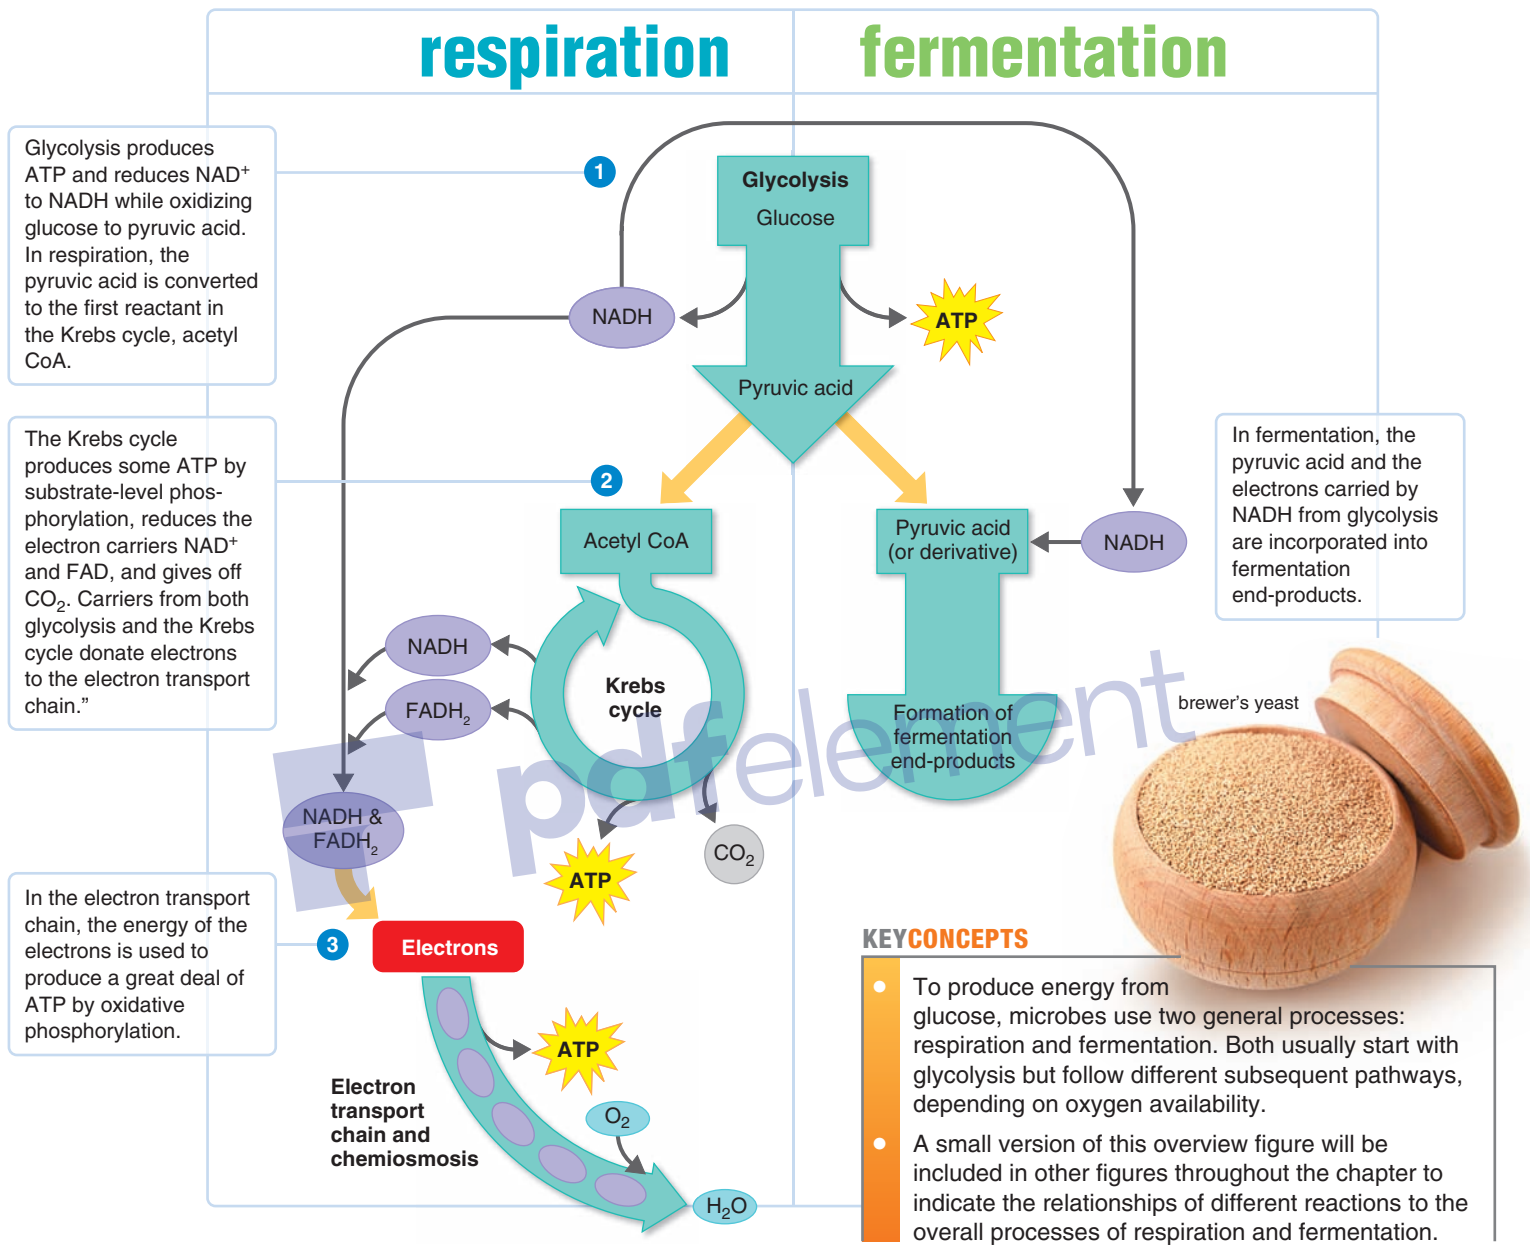 respiration
fermentation
Glycolysis produces
ATP and reduces NAD⁺
to NADH while oxidizing
glucose to pyruvic acid.
In respiration, the
pyruvic acid is converted
to the first reactant in
the Krebs cycle, acetyl
CoA.
1
Glycolysis
Glucose
NADH
ATP
Pyruvic acid
The Krebs cycle
produces some ATP by
substrate-level phos-
phorylation, reduces the
electron carriers NAD⁺
and FAD, and gives off
CO₂. Carriers from both
glycolysis and the Krebs
cycle donate electrons
to the electron transport
chain.”
2
Acetyl CoA
NADH
FADH₂
Krebs
cycle
NADH &
FADH₂
ATP
CO₂
Pyruvic acid
(or derivative)
NADH
Formation of
fermentation
end-products
In fermentation, the
pyruvic acid and the
electrons carried by
NADH from glycolysis
are incorporated into
fermentation
end-products.
brewer’s yeast
pdfelement
In the electron transport
chain, the energy of the
electrons is used to
produce a great deal of
ATP by oxidative
phosphorylation.
3
Electrons
ATP
Electron
transport
chain and
chemiosmosis
O₂
H₂O
KEYCONCEPTS
To produce energy from
glucose, microbes use two general processes:
respiration and fermentation. Both usually start with
glycolysis but follow different subsequent pathways,
depending on oxygen availability.
A small version of this overview figure will be
included in other figures throughout the chapter to
indicate the relationships of different reactions to the
overall processes of respiration and fermentation.